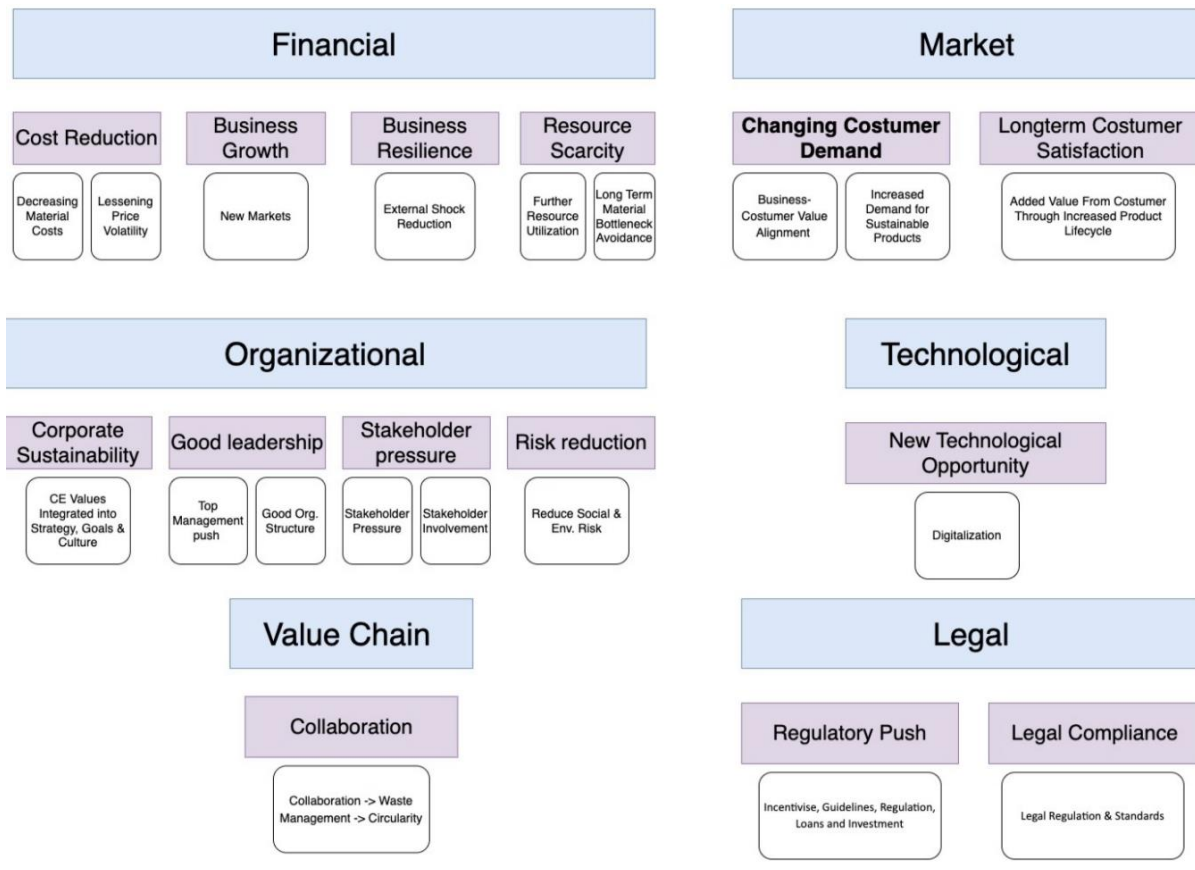 Financial
Cost Reduction
Decreasing
Material
Costs
Lessening
Price
Volatility
Business
Growth
New Markets
Business
Resilience
External Shock
Reduction
Resource
Scarcity
Further
Resource
Utilization
Long Term
Material
Bottleneck
Avoidance
Market
Changing Costumer
Demand
Business-
Costumer Value
Alignment
Increased
Demand for
Sustainable
Products
Longterm Costumer
Satisfaction
Added Value From Costumer
Through Increased Product
Lifecycle
Organizational
Corporate
Sustainability
CE Values
Integrated into
Strategy, Goals &
Culture
Good leadership
Top
Management
push
Good Org.
Structure
Stakeholder
pressure
Stakeholder
Pressure
Stakeholder
Involvement
Risk reduction
Reduce Social &
Env. Risk
Technological
New Technological
Opportunity
Digitalization
Value Chain
Collaboration
Collaboration -> Waste
Management -> Circularity
Legal
Regulatory Push
Incentivise, Guidelines, Regulation,
Loans and Investment
Legal Compliance
Legal Regulation & Standards